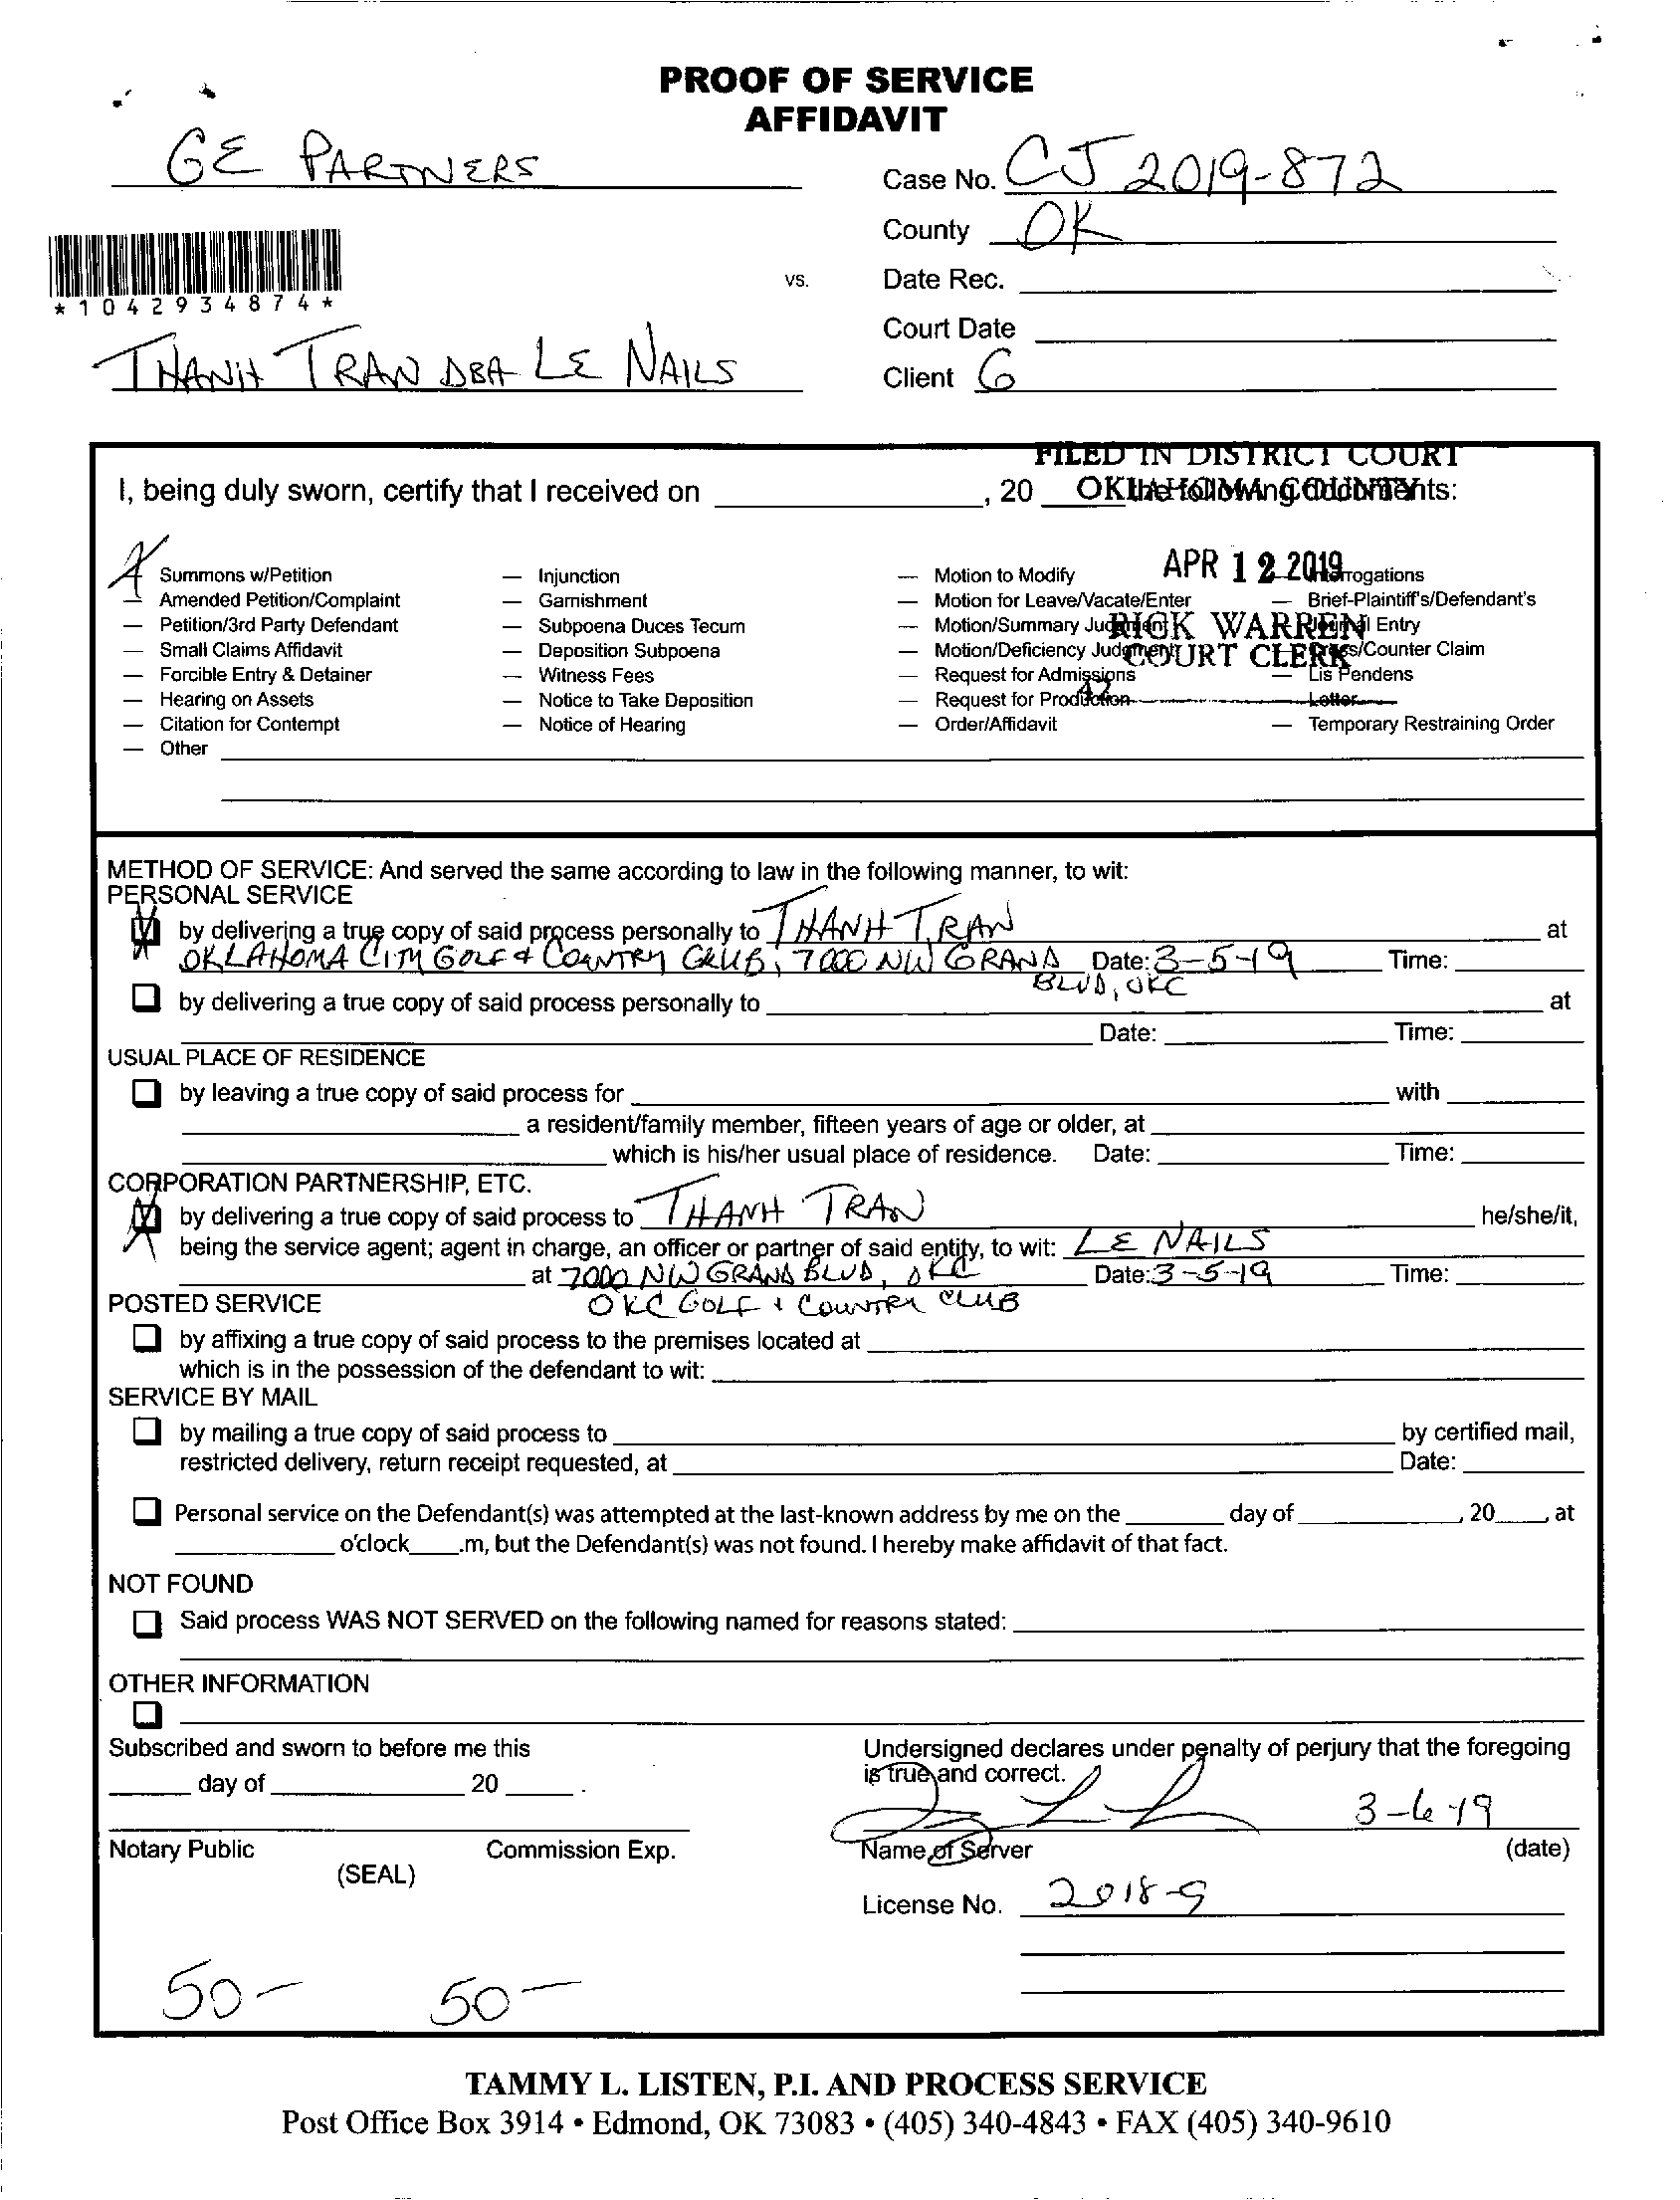 PROOF OF SERVICE
AFFIDAVIT
GE PARTNERS
Case No. CJ 2019-872
County OK
*1042934874*
vs.
Date Rec.
Court Date
THANH TRAN DBA LE NAILS
Client G
FILED IN DISTRICT COURT
OKLAHOMA COUNTY
I, being duly sworn, certify that I received on , 20 the following documents:
APR 12 2019
RICK WARREN
COURT CLERK
42
X Summons w/Petition
— Amended Petition/Complaint
— Petition/3rd Party Defendant
— Small Claims Affidavit
— Forcible Entry & Detainer
— Hearing on Assets
— Citation for Contempt
— Other
— Injunction
— Garnishment
— Subpoena Duces Tecum
— Deposition Subpoena
— Witness Fees
— Notice to Take Deposition
— Notice of Hearing
— Motion to Modify
— Motion for Leave/Vacate/Enter
— Motion/Summary Judgment
— Motion/Deficiency Judgment
— Request for Admissions
— Request for Production
— Order/Affidavit
Interrogations
— Brief-Plaintiff's/Defendant's
Journal Entry
Cross/Counter Claim
— Lis Pendens
Letter
— Temporary Restraining Order
METHOD OF SERVICE: And served the same according to law in the following manner, to wit:
PERSONAL SERVICE
by delivering a true copy of said process personally to THANH TRAN at
OKLAHOMA CITY GOLF & COUNTRY CLUB, 7000 NW GRAND Date: 3-5-19 Time:
BLVD, OKC
by delivering a true copy of said process personally to at
Date: Time:
USUAL PLACE OF RESIDENCE
by leaving a true copy of said process for with
a resident/family member, fifteen years of age or older, at
which is his/her usual place of residence. Date: Time:
CORPORATION PARTNERSHIP, ETC.
by delivering a true copy of said process to THANH TRAN he/she/it,
being the service agent; agent in charge, an officer or partner of said entity, to wit: LE NAILS
at 7000 NW GRAND BLVD, OKC Date: 3-5-19 Time:
POSTED SERVICE OKC GOLF & COUNTRY CLUB
by affixing a true copy of said process to the premises located at
which is in the possession of the defendant to wit:
SERVICE BY MAIL
by mailing a true copy of said process to by certified mail,
restricted delivery, return receipt requested, at Date:
Personal service on the Defendant(s) was attempted at the last-known address by me on the day of , 20 , at
o'clock .m, but the Defendant(s) was not found. I hereby make affidavit of that fact.
NOT FOUND
Said process WAS NOT SERVED on the following named for reasons stated:
OTHER INFORMATION
Subscribed and sworn to before me this
day of 20 .
Notary Public Commission Exp.
(SEAL)
Undersigned declares under penalty of perjury that the foregoing
is true and correct.
3-6-19
Name of Server (date)
License No. 2018-9
50- 50-
TAMMY L. LISTEN, P.I. AND PROCESS SERVICE
Post Office Box 3914 • Edmond, OK 73083 • (405) 340-4843 • FAX (405) 340-9610